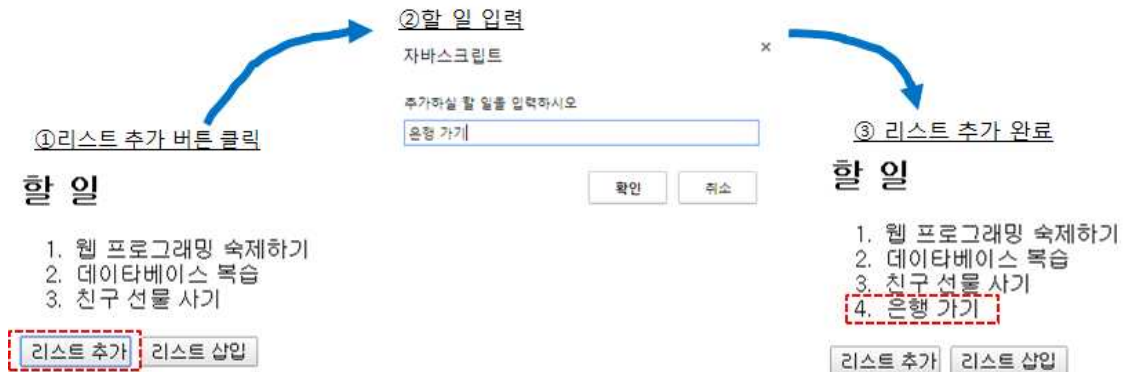 ①리스트 추가 버튼 클릭
할 일
1. 웹 프로그래밍 숙제하기
2. 데이타베이스 복습
3. 친구 선물 사기
리스트 추가 리스트 삽입
②할 일 입력
자바스크립트 ×
추가하실 할 일을 입력하시오
은행 가기
확인 취소
③ 리스트 추가 완료
할 일
1. 웹 프로그래밍 숙제하기
2. 데이타베이스 복습
3. 친구 선물 사기
4. 은행 가기
리스트 추가 리스트 삽입